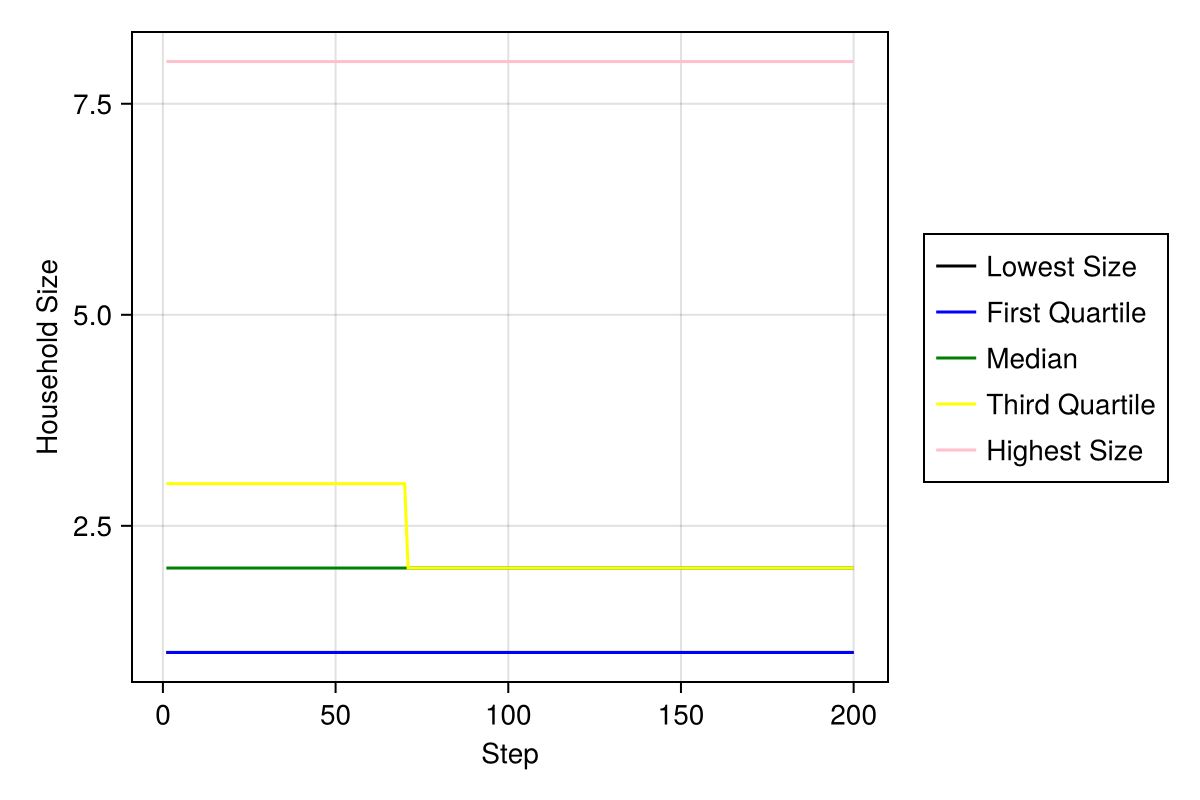 7.5
5.0
2.5
Household Size
0 50 100 150 200
Step
Lowest Size
First Quartile
Median
Third Quartile
Highest Size